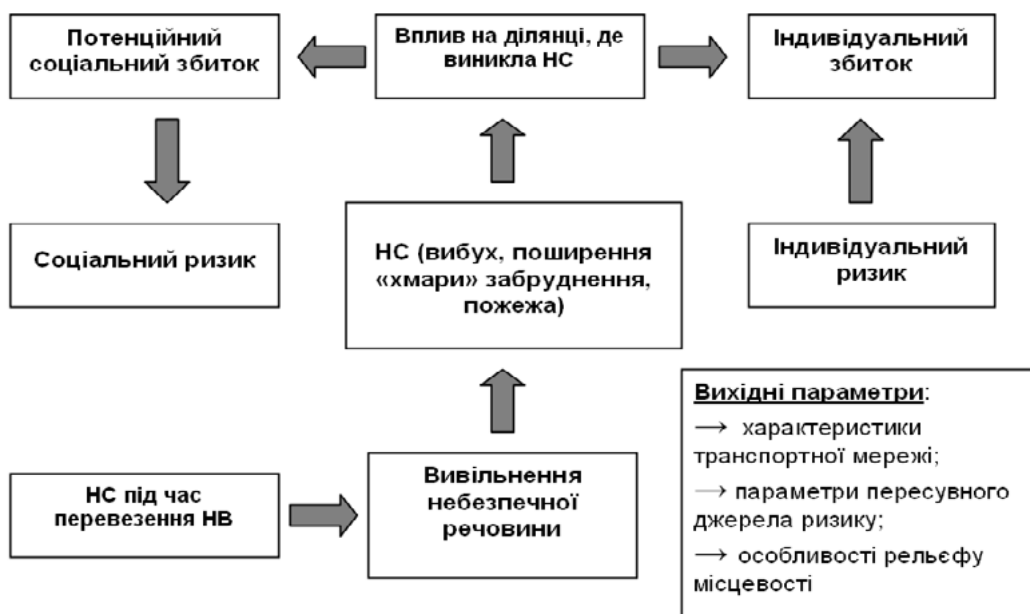 Потенційний
соціальний збиток
Вплив на ділянці, де
виникла НС
Індивідуальний
збиток
Соціальний ризик
НС (вибух, поширення
«хмари» забруднення,
пожежа)
Індивідуальний
ризик
НС під час
перевезення НВ
Вивільнення
небезпечної
речовини
Вихідні параметри:
→ характеристики
транспортної мережі;
→ параметри пересувного
джерела ризику;
→ особливості рельєфу
місцевості